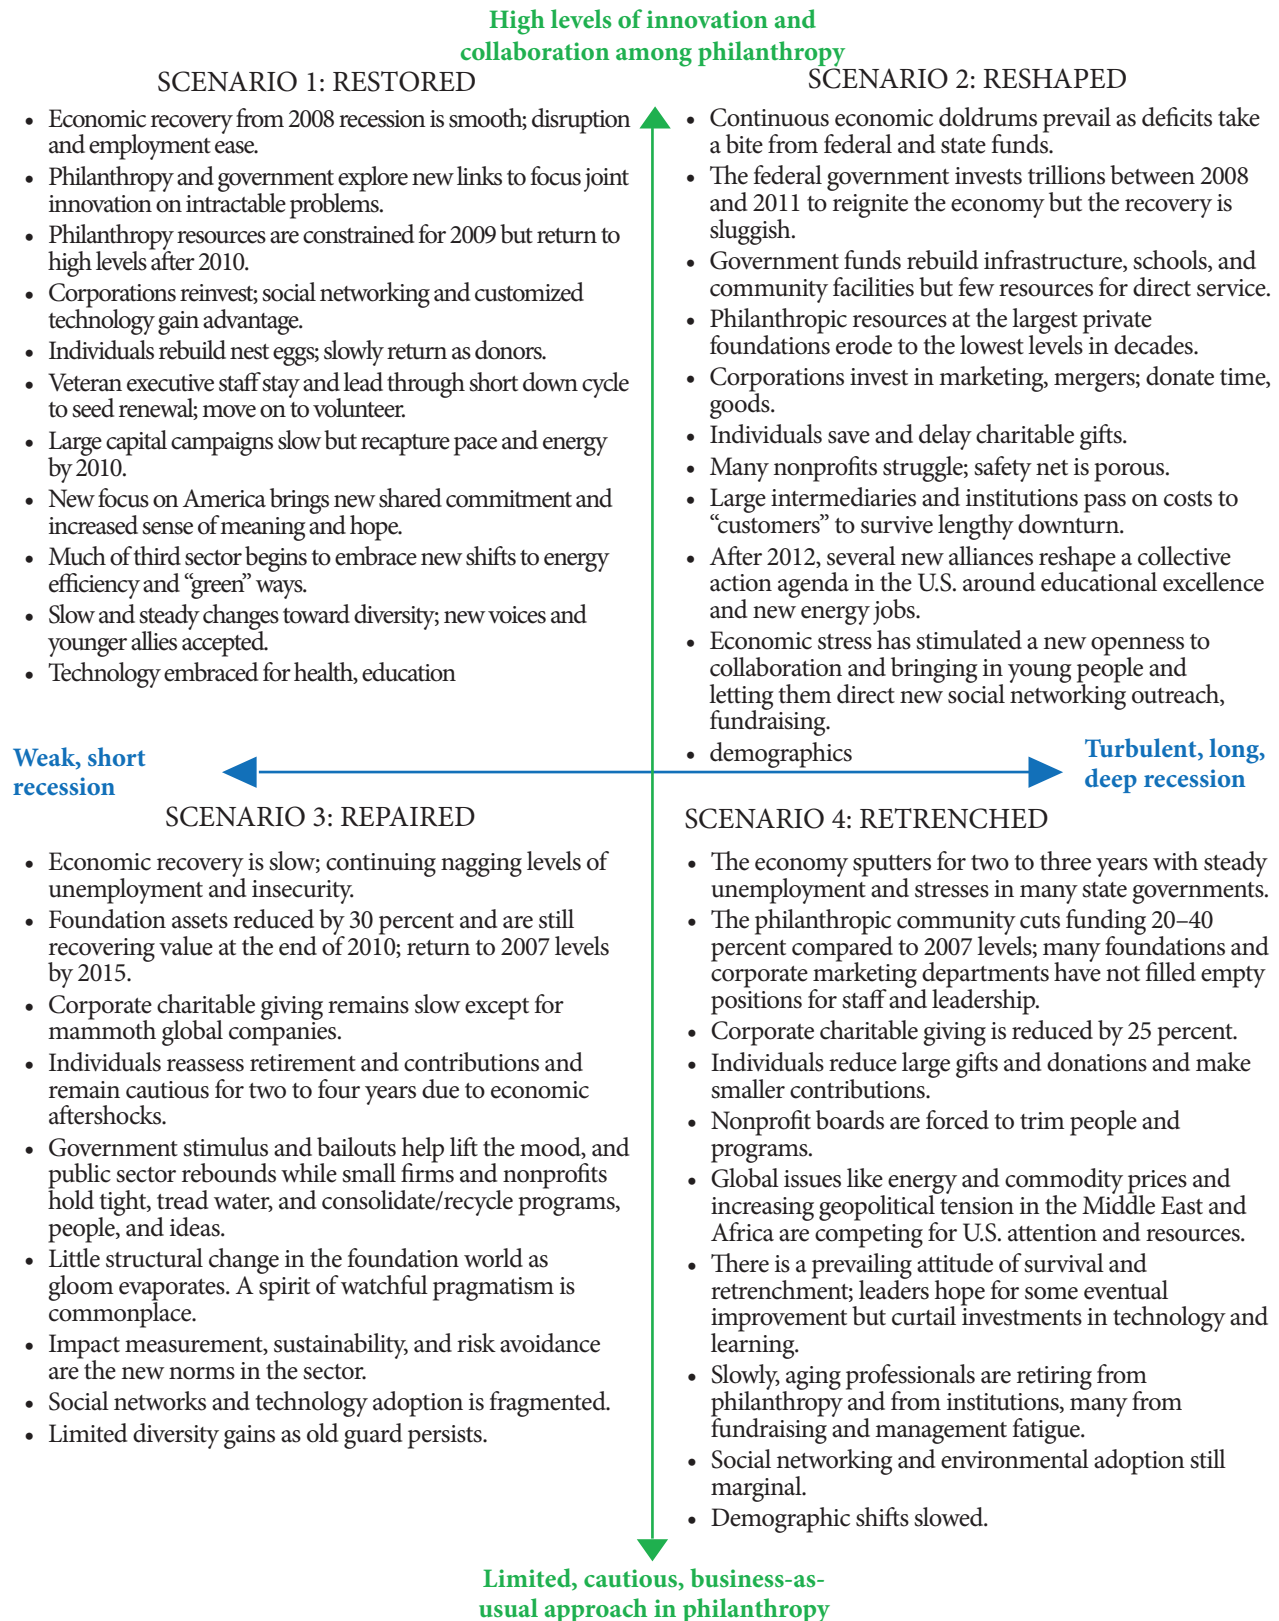 High levels of innovation and
collaboration among philanthropy
SCENARIO 1: RESTORED
• Economic recovery from 2008 recession is smooth; disruption
and employment ease.
• Philanthropy and government explore new links to focus joint
innovation on intractable problems.
• Philanthropy resources are constrained for 2009 but return to
high levels after 2010.
• Corporations reinvest; social networking and customized
technology gain advantage.
• Individuals rebuild nest eggs; slowly return as donors.
• Veteran executive staff stay and lead through short down cycle
to seed renewal; move on to volunteer.
• Large capital campaigns slow but recapture pace and energy
by 2010.
• New focus on America brings new shared commitment and
increased sense of meaning and hope.
• Much of third sector begins to embrace new shifts to energy
efficiency and “green” ways.
• Slow and steady changes toward diversity; new voices and
younger allies accepted.
• Technology embraced for health, education
SCENARIO 2: RESHAPED
• Continuous economic doldrums prevail as deficits take
a bite from federal and state funds.
• The federal government invests trillions between 2008
and 2011 to reignite the economy but the recovery is
sluggish.
• Government funds rebuild infrastructure, schools, and
community facilities but few resources for direct service.
• Philanthropic resources at the largest private
foundations erode to the lowest levels in decades.
• Corporations invest in marketing, mergers; donate time,
goods.
• Individuals save and delay charitable gifts.
• Many nonprofits struggle; safety net is porous.
• Large intermediaries and institutions pass on costs to
“customers” to survive lengthy downturn.
• After 2012, several new alliances reshape a collective
action agenda in the U.S. around educational excellence
and new energy jobs.
• Economic stress has stimulated a new openness to
collaboration and bringing in young people and
letting them direct new social networking outreach,
fundraising.
• demographics
Weak, short
recession
Turbulent, long,
deep recession
SCENARIO 3: REPAIRED
• Economic recovery is slow; continuing nagging levels of
unemployment and insecurity.
• Foundation assets reduced by 30 percent and are still
recovering value at the end of 2010; return to 2007 levels
by 2015.
• Corporate charitable giving remains slow except for
mammoth global companies.
• Individuals reassess retirement and contributions and
remain cautious for two to four years due to economic
aftershocks.
• Government stimulus and bailouts help lift the mood, and
public sector rebounds while small firms and nonprofits
hold tight, tread water, and consolidate/recycle programs,
people, and ideas.
• Little structural change in the foundation world as
gloom evaporates. A spirit of watchful pragmatism is
commonplace.
• Impact measurement, sustainability, and risk avoidance
are the new norms in the sector.
• Social networks and technology adoption is fragmented.
• Limited diversity gains as old guard persists.
SCENARIO 4: RETRENCHED
• The economy sputters for two to three years with steady
unemployment and stresses in many state governments.
• The philanthropic community cuts funding 20–40
percent compared to 2007 levels; many foundations and
corporate marketing departments have not filled empty
positions for staff and leadership.
• Corporate charitable giving is reduced by 25 percent.
• Individuals reduce large gifts and donations and make
smaller contributions.
• Nonprofit boards are forced to trim people and
programs.
• Global issues like energy and commodity prices and
increasing geopolitical tension in the Middle East and
Africa are competing for U.S. attention and resources.
• There is a prevailing attitude of survival and
retrenchment; leaders hope for some eventual
improvement but curtail investments in technology and
learning.
• Slowly, aging professionals are retiring from
philanthropy and from institutions, many from
fundraising and management fatigue.
• Social networking and environmental adoption still
marginal.
• Demographic shifts slowed.
Limited, cautious, business-as-
usual approach in philanthropy